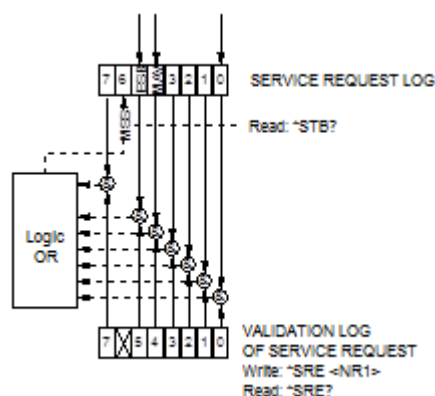 7 6 ESB MAV 3 2 1 0
SERVICE REQUEST LOG
MSS
Read: *STB?
& & & & & & &
Logic
OR
7 X 5 4 3 2 1 0
VALIDATION LOG
OF SERVICE REQUEST
Write: *SRE <NR1>
Read: *SRE?